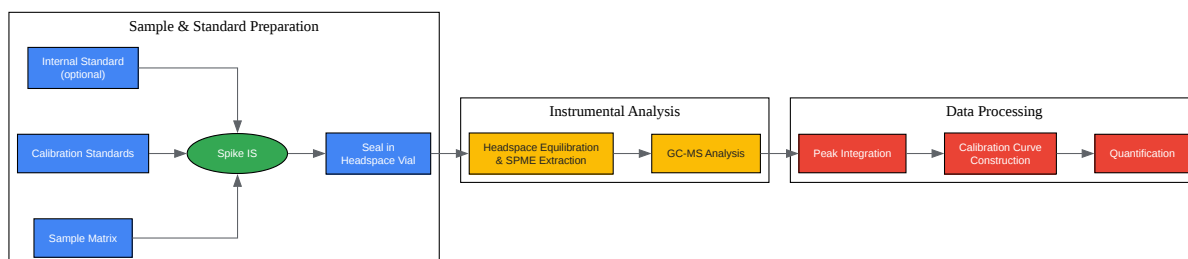 Sample & Standard Preparation
Internal Standard
(optional)
Calibration Standards
Spike IS
Seal in
Headspace Vial
Sample Matrix
Instrumental Analysis
Headspace Equilibration
& SPME Extraction
GC-MS Analysis
Data Processing
Peak Integration
Calibration Curve
Construction
Quantification